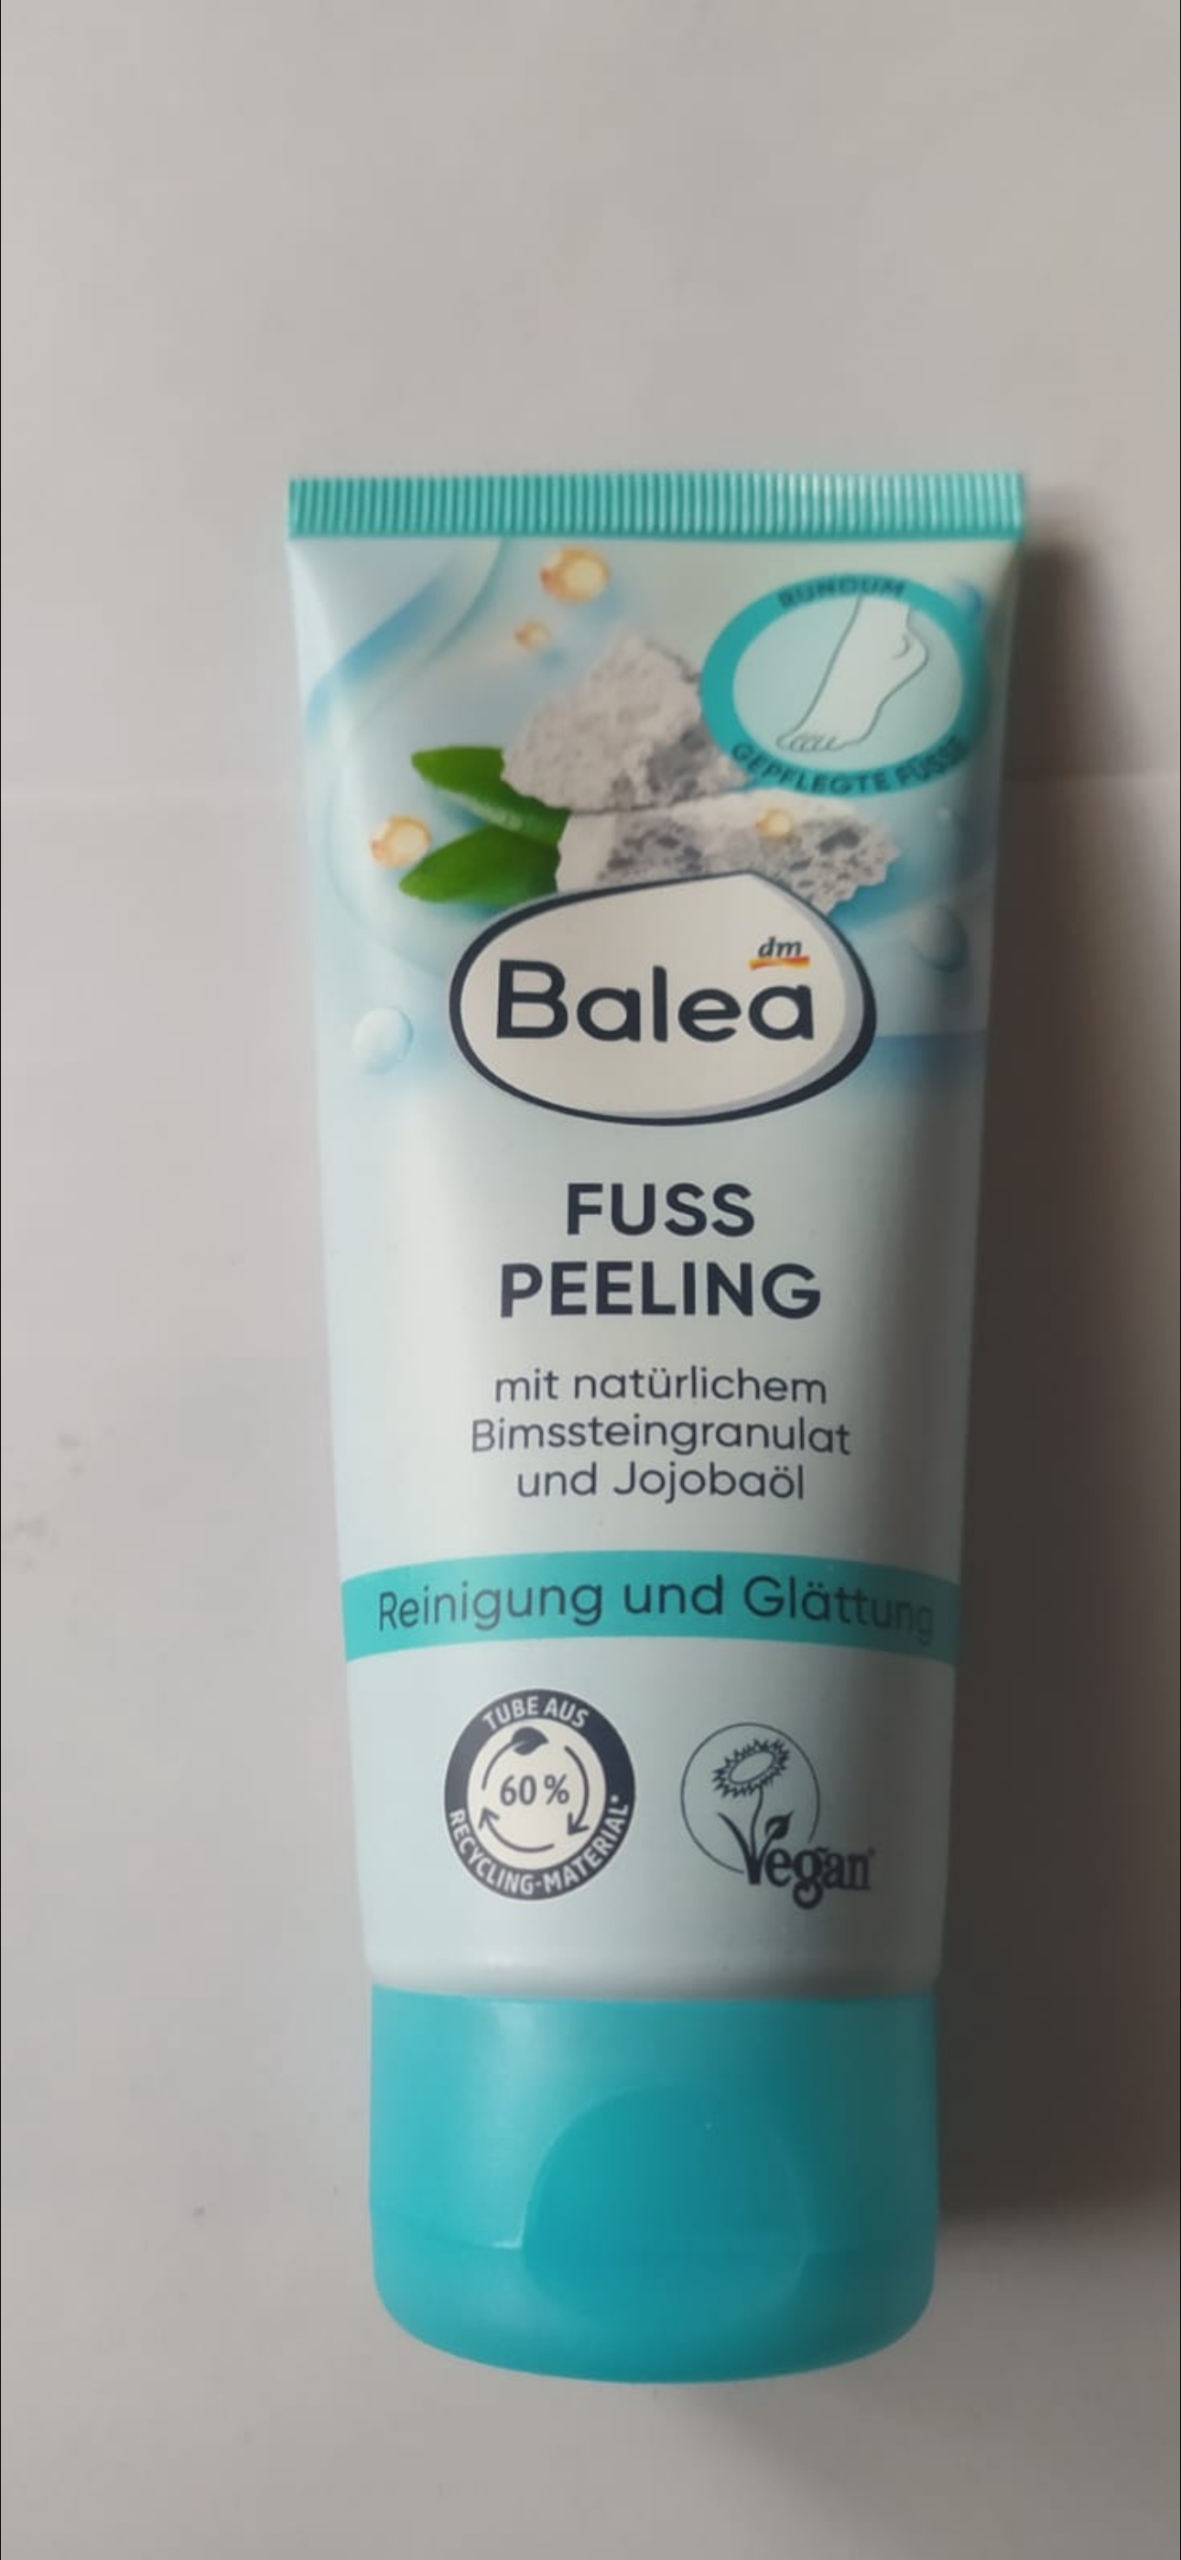 RUNDUM
GEPFLEGTE FÜSSE
dm
Balea
FUSS
PEELING
mit natürlichem
Bimssteingranulat
und Jojobaöl
Reinigung und Glättung
TUBE AUS
60 %
RECYCLING-MATERIAL*
Vegan